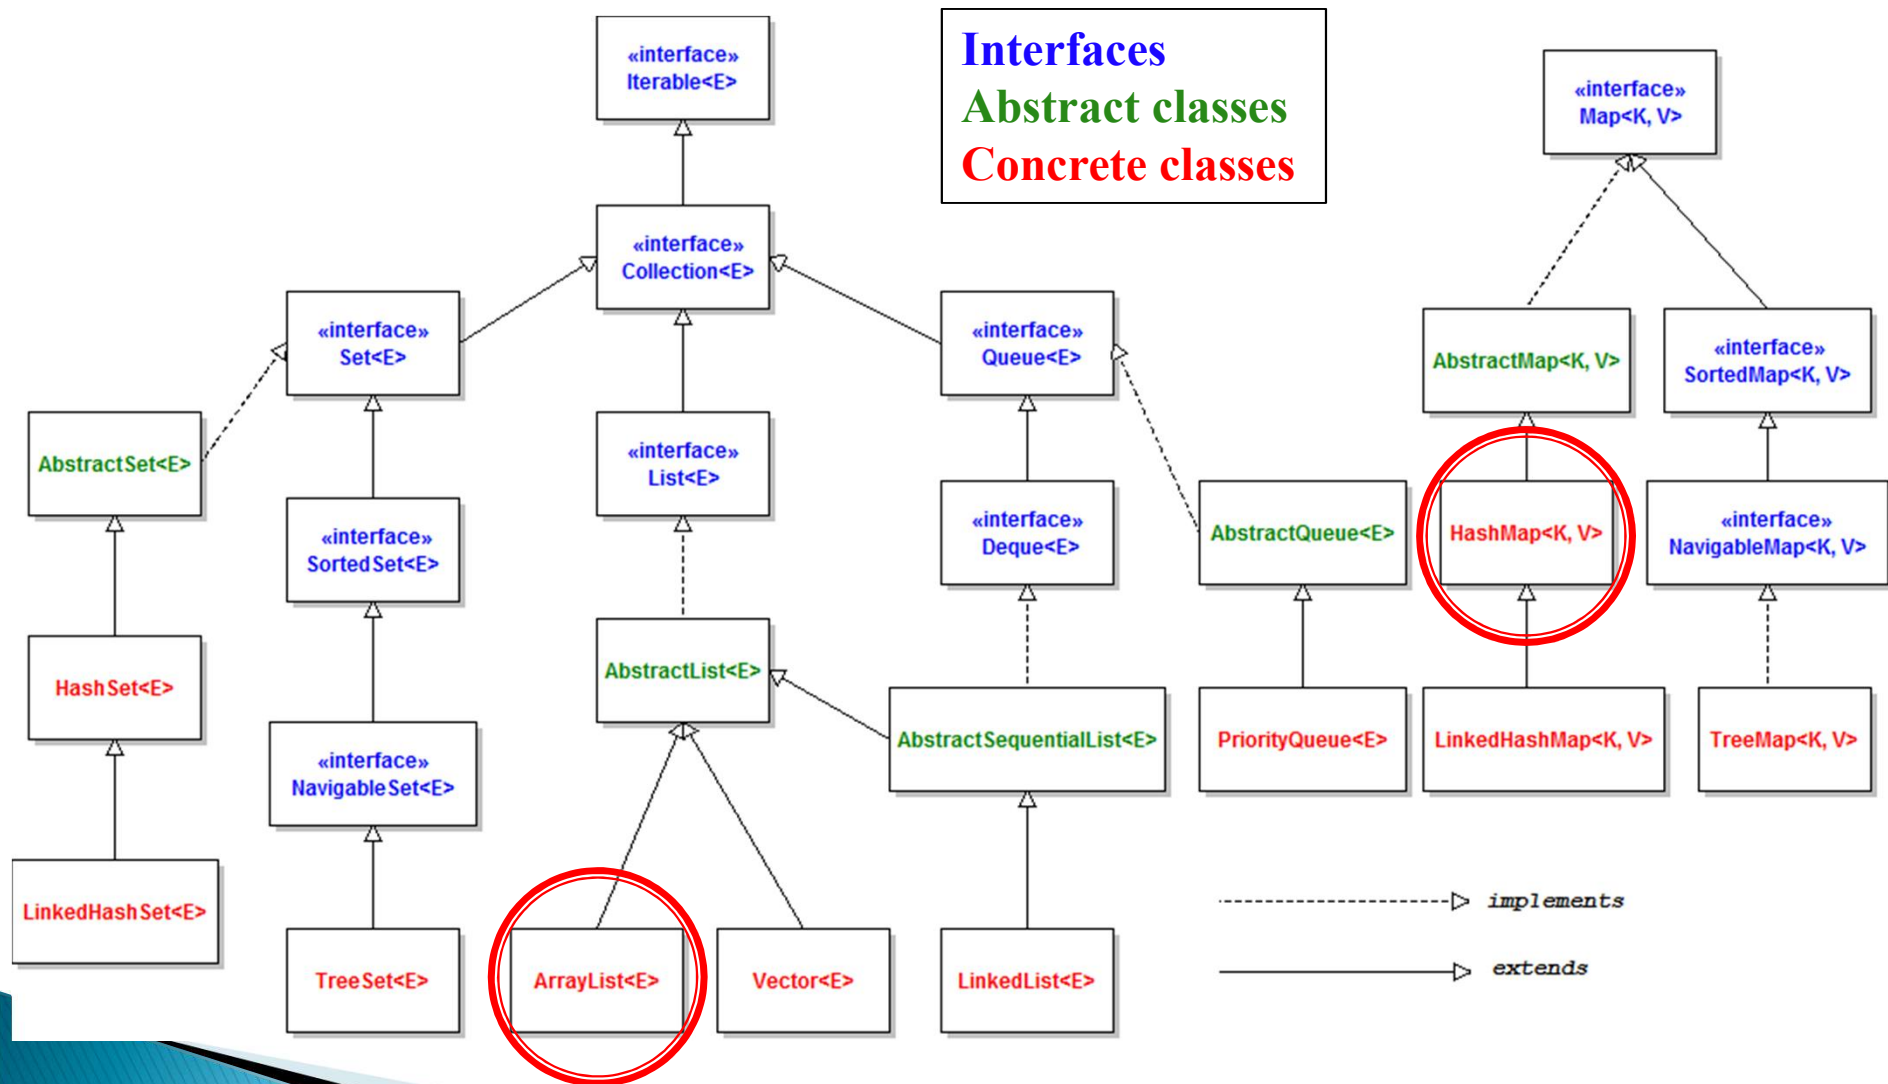 «interface»
Iterable<E>
Interfaces
Abstract classes
Concrete classes
«interface»
Map<K, V>
«interface»
Collection<E>
«interface»
Set<E>
«interface»
Queue<E>
AbstractMap<K, V>
«interface»
SortedMap<K, V>
AbstractSet<E>
«interface»
List<E>
«interface»
SortedSet<E>
«interface»
Deque<E>
AbstractQueue<E>
HashMap<K, V>
«interface»
NavigableMap<K, V>
HashSet<E>
AbstractList<E>
«interface»
NavigableSet<E>
AbstractSequentialList<E>
PriorityQueue<E>
LinkedHashMap<K, V>
TreeMap<K, V>
LinkedHashSet<E>
TreeSet<E>
ArrayList<E>
Vector<E>
LinkedList<E>
implements
extends